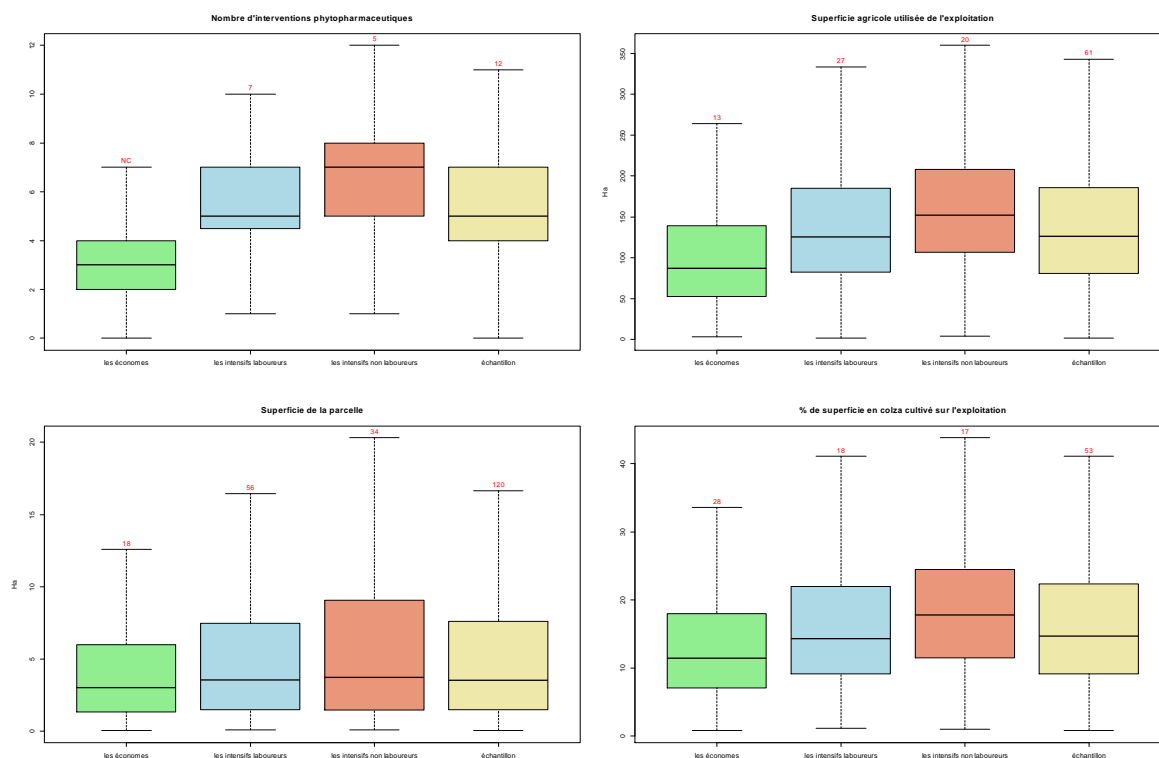 Nombre d'interventions phytopharmaceutiques
12
10
8
6
4
2
0
NC
7
5
12
les économes
les intensifs laboureurs
les intensifs non laboureurs
échantillon
Superficie agricole utilisée de l'exploitation
Ha
350
300
250
200
150
100
50
0
13
27
20
61
les économes
les intensifs laboureurs
les intensifs non laboureurs
échantillon
Superficie de la parcelle
Ha
20
15
10
5
0
18
56
34
120
les économes
les intensifs laboureurs
les intensifs non laboureurs
échantillon
% de superficie en colza cultivé sur l'exploitation
40
30
20
10
0
28
18
17
53
les économes
les intensifs laboureurs
les intensifs non laboureurs
échantillon